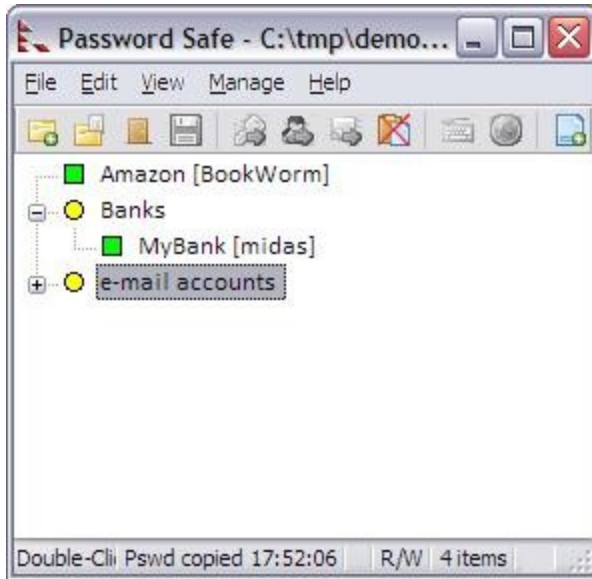 Password Safe - C:\tmp\demo...
File Edit View Manage Help
Amazon [BookWorm]
Banks
MyBank [midas]
e-mail accounts
Double-Cli Pswd copied 17:52:06 R/W 4 items